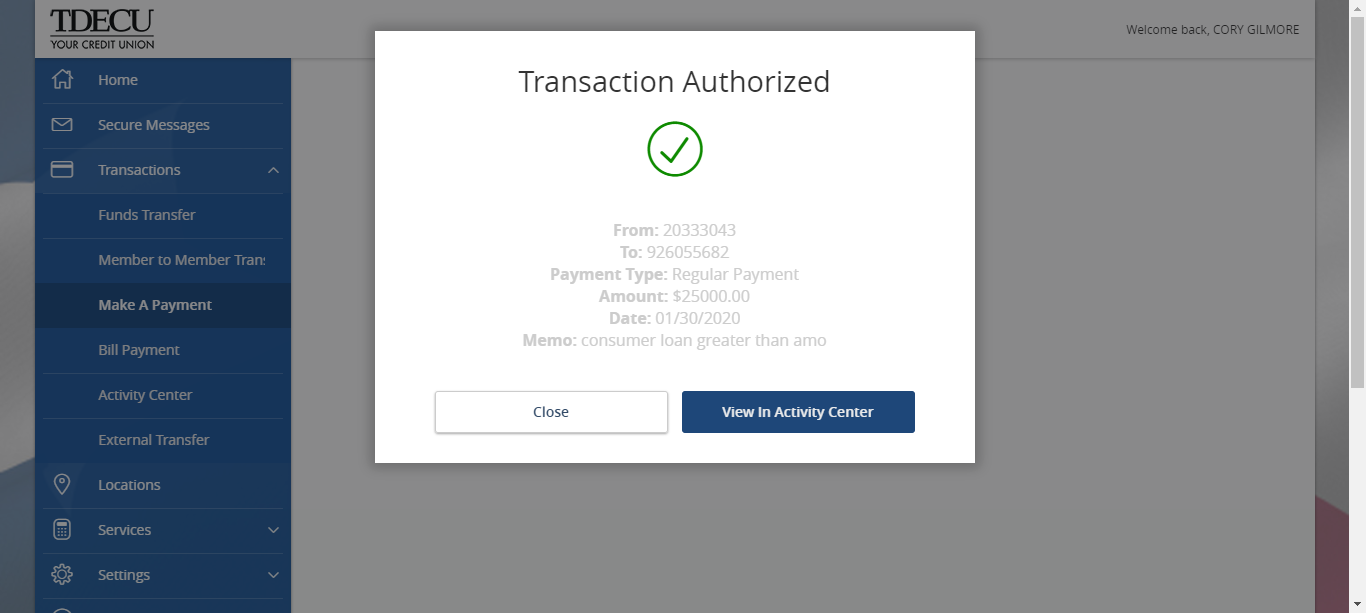 TDECU
YOUR CREDIT UNION
Welcome back, CORY GILMORE
Home
Secure Messages
Transactions
Funds Transfer
Member to Member Trans
Make A Payment
Bill Payment
Activity Center
External Transfer
Locations
Services
Settings
Transaction Authorized
From: 20333043
To: 926055682
Payment Type: Regular Payment
Amount: $25000.00
Date: 01/30/2020
Memo: consumer loan greater than amo
Close
View In Activity Center